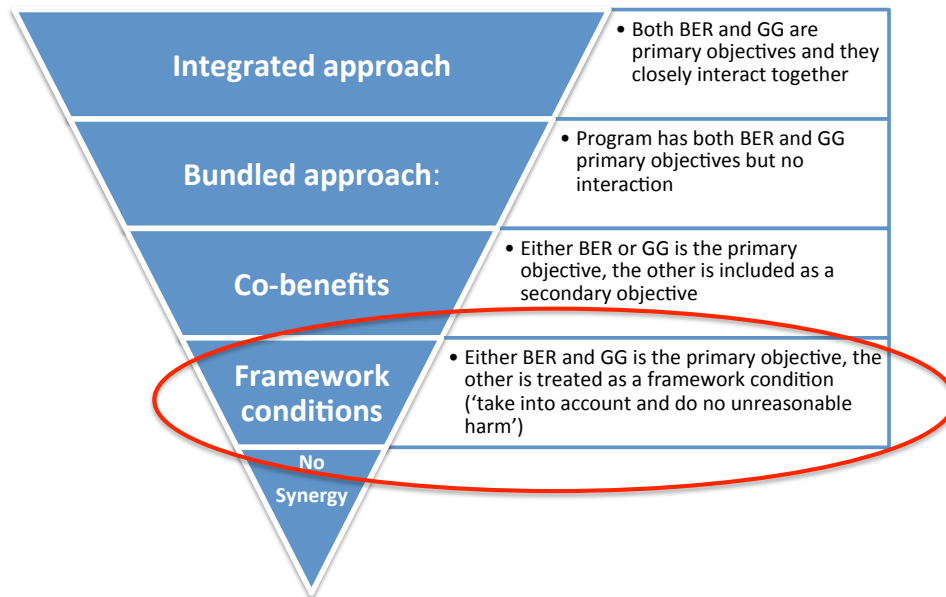 Integrated approach
• Both BER and GG are
primary objectives and they
closely interact together
Bundled approach:
• Program has both BER and GG
primary objectives but no
interaction
Co-benefits
• Either BER or GG is the primary
objective, the other is included as a
secondary objective
Framework
conditions
• Either BER and GG is the primary objective, the
other is treated as a framework condition
(‘take into account and do no unreasonable
harm’)
No
Synergy